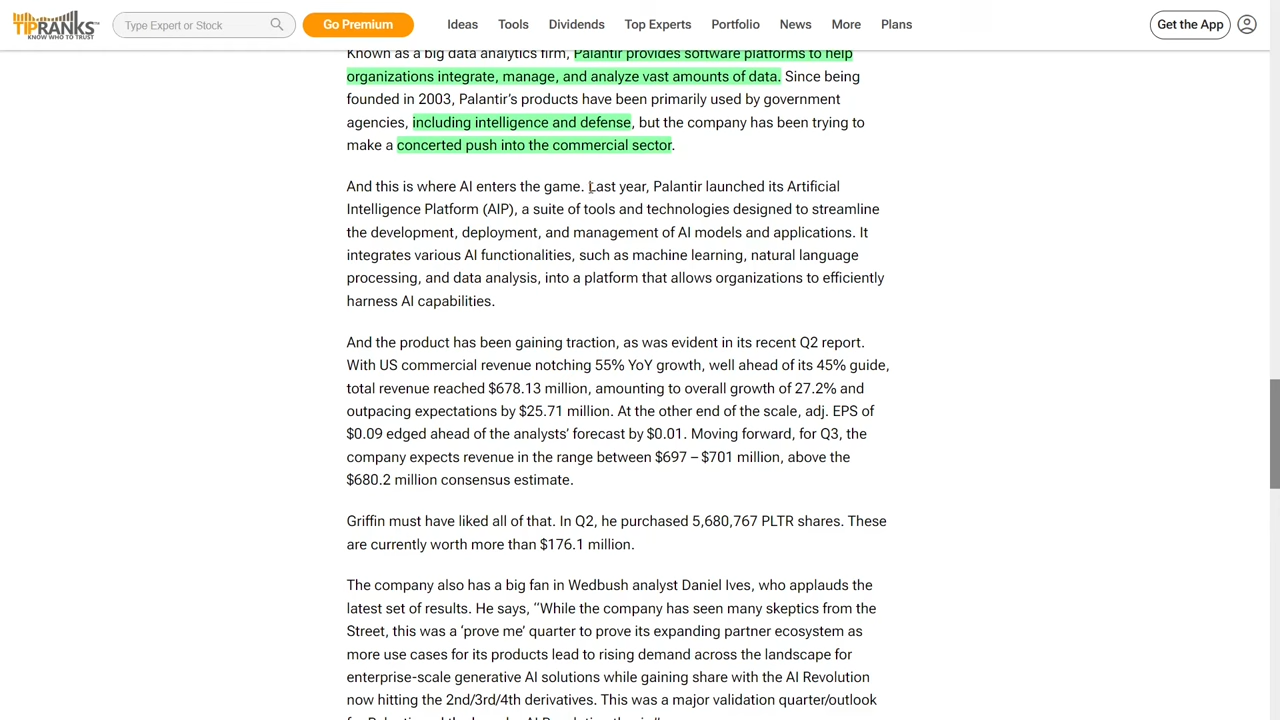 TIPRANKS
KNOW WHO TO TRUST
Type Expert or Stock
Go Premium
Ideas
Tools
Dividends
Top Experts
Portfolio
News
More
Plans
Get the App
Known as a big data analytics firm, Palantir provides software platforms to help
organizations integrate, manage, and analyze vast amounts of data. Since being
founded in 2003, Palantir’s products have been primarily used by government
agencies, including intelligence and defense, but the company has been trying to
make a concerted push into the commercial sector.
And this is where AI enters the game. Last year, Palantir launched its Artificial
Intelligence Platform (AIP), a suite of tools and technologies designed to streamline
the development, deployment, and management of AI models and applications. It
integrates various AI functionalities, such as machine learning, natural language
processing, and data analysis, into a platform that allows organizations to efficiently
harness AI capabilities.
And the product has been gaining traction, as was evident in its recent Q2 report.
With US commercial revenue notching 55% YoY growth, well ahead of its 45% guide,
total revenue reached $678.13 million, amounting to overall growth of 27.2% and
outpacing expectations by $25.71 million. At the other end of the scale, adj. EPS of
$0.09 edged ahead of the analysts’ forecast by $0.01. Moving forward, for Q3, the
company expects revenue in the range between $697 – $701 million, above the
$680.2 million consensus estimate.
Griffin must have liked all of that. In Q2, he purchased 5,680,767 PLTR shares. These
are currently worth more than $176.1 million.
The company also has a big fan in Wedbush analyst Daniel Ives, who applauds the
latest set of results. He says, “While the company has seen many skeptics from the
Street, this was a ‘prove me’ quarter to prove its expanding partner ecosystem as
more use cases for its products lead to rising demand across the landscape for
enterprise-scale generative AI solutions while gaining share with the AI Revolution
now hitting the 2nd/3rd/4th derivatives. This was a major validation quarter/outlook